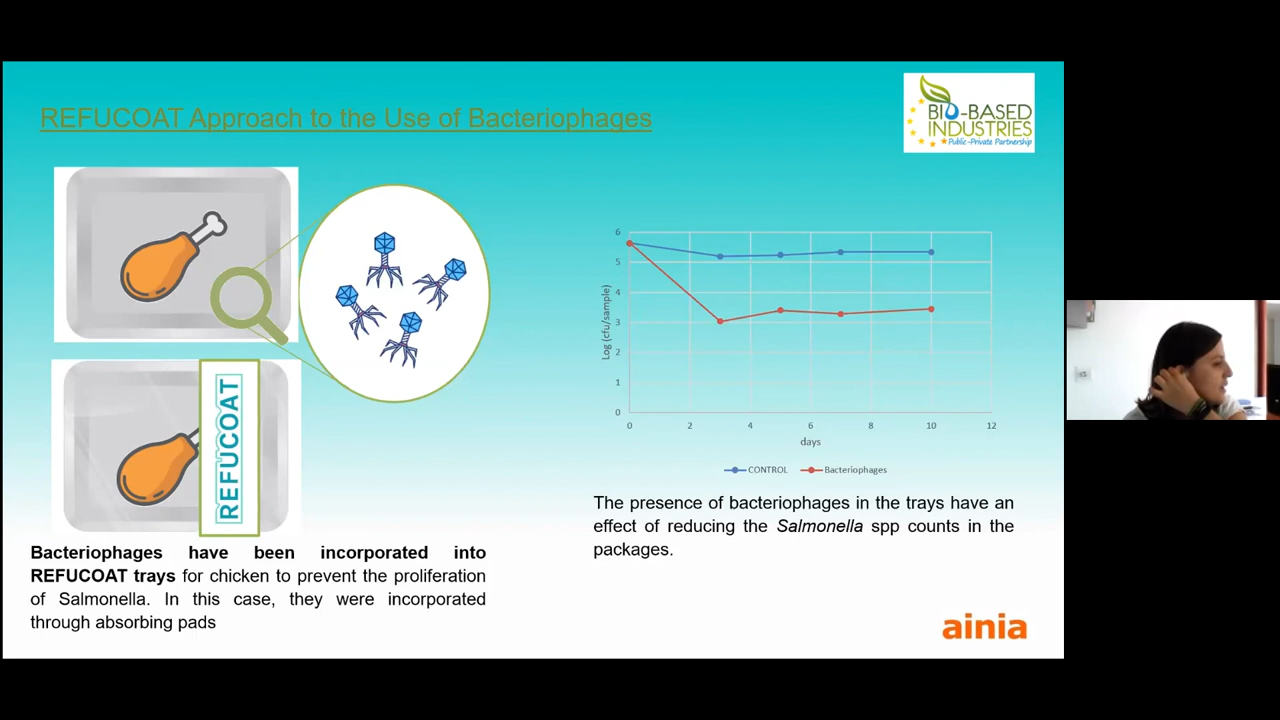 REFUCOAT Approach to the Use of Bacteriophages
BIO-BASED
INDUSTRIES
Public-Private Partnership
REFUCOAT
Bacteriophages have been incorporated into
REFUCOAT trays for chicken to prevent the proliferation
of Salmonella. In this case, they were incorporated
through absorbing pads
Log (cfu/sample)
6
5
4
3
2
1
0
0 2 4 6 8 10 12
days
CONTROL Bacteriophages
The presence of bacteriophages in the trays have an
effect of reducing the Salmonella spp counts in the
packages.
ainia